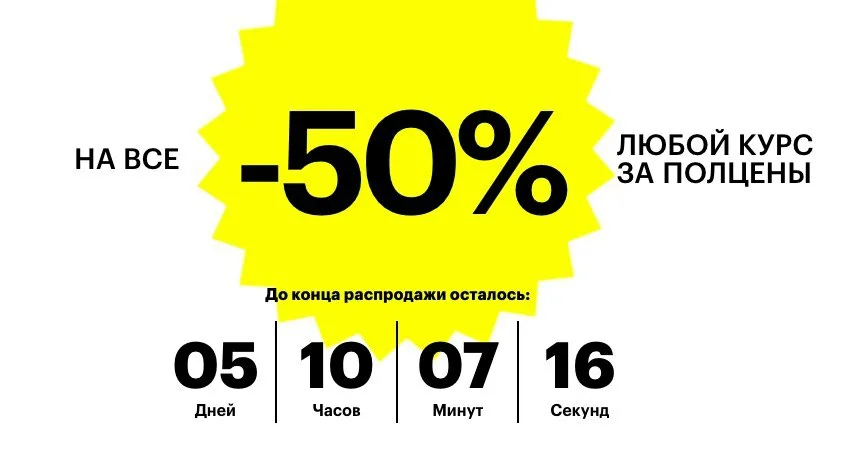 НА ВСЕ
-50%
ЛЮБОЙ КУРС
ЗА ПОЛЦЕНЫ
До конца распродажи осталось:
05 10 07 16
Дней Часов Минут Секунд